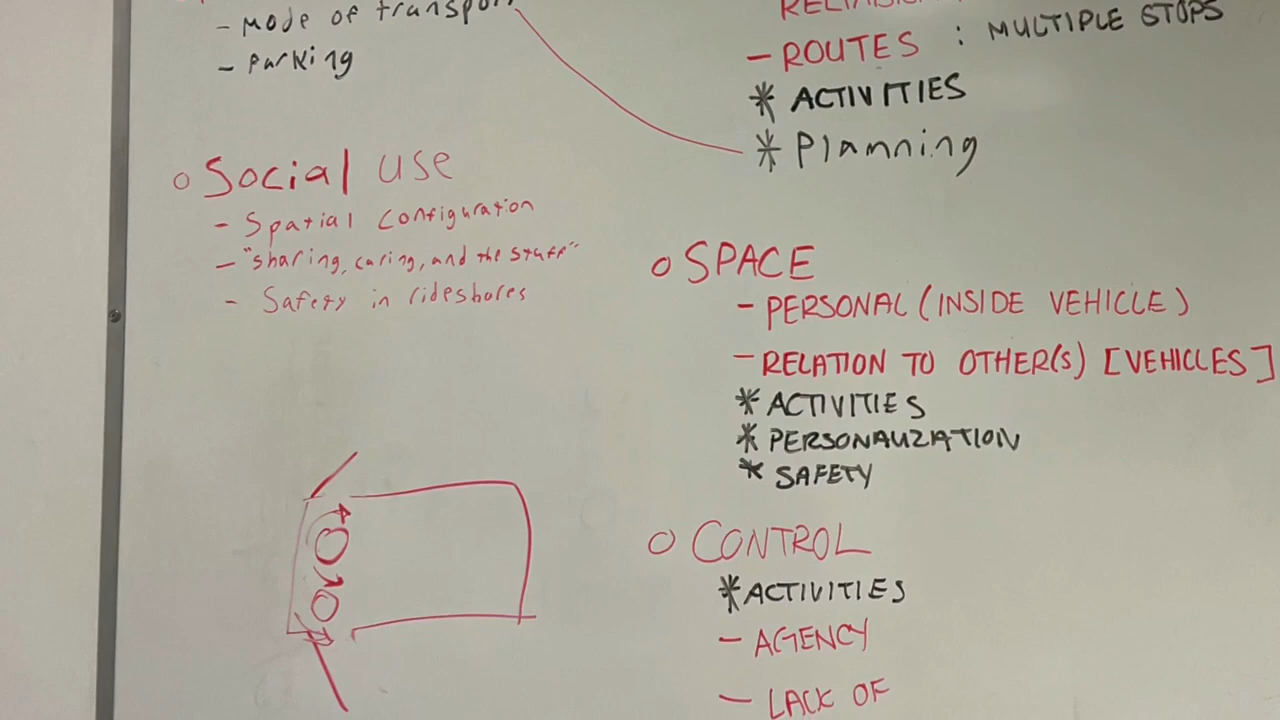 - Mode of transport
- Parking
o Social use
- Spatial configuration
- "sharing, caring, and the stuff"
- Safety in rideshares
- ROUTES : MULTIPLE STOPS
* ACTIVITIES
* Planning
o SPACE
- PERSONAL (INSIDE VEHICLE)
- RELATION TO OTHER(S) [VEHICLES]
* ACTIVITIES
* PERSONALIZATION
* SAFETY
o CONTROL
* ACTIVITIES
- AGENCY
- LACK OF